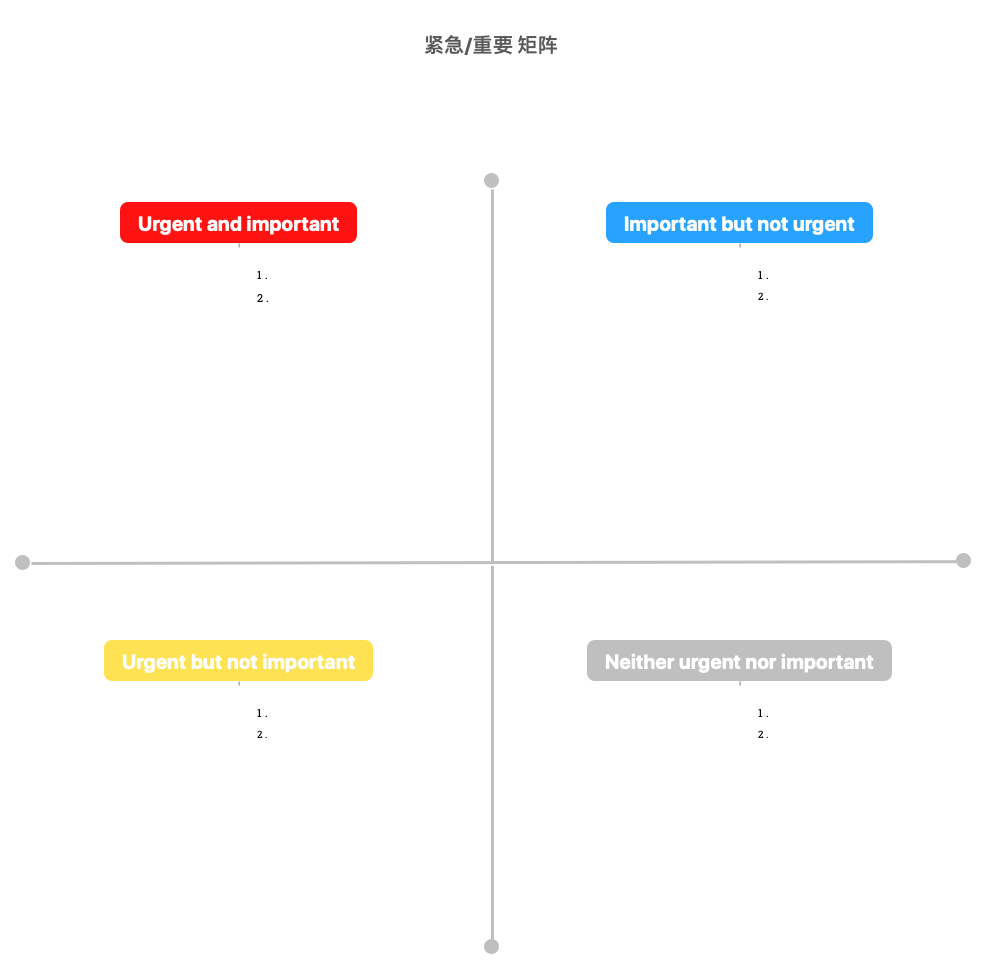 紧急/重要 矩阵
Urgent and important
1.
2.
Important but not urgent
1.
2.
Urgent but not important
1.
2.
Neither urgent nor important
1.
2.